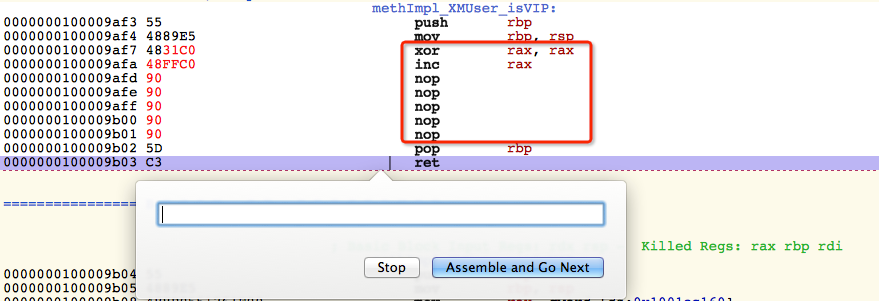 methImpl_XMUser_isVIP:
0000000100009af3 55 push rbp
0000000100009af4 4889E5 mov rbp, rsp
0000000100009af7 4831C0 xor rax, rax
0000000100009afa 48FFC0 inc rax
0000000100009afd 90 nop
0000000100009afe 90 nop
0000000100009aff 90 nop
0000000100009b00 90 nop
0000000100009b01 90 nop
0000000100009b02 5D pop rbp
0000000100009b03 C3 ret
Killed Regs: rax rbp rdi
Stop Assemble and Go Next
0000000100009b04
0000000100009b05